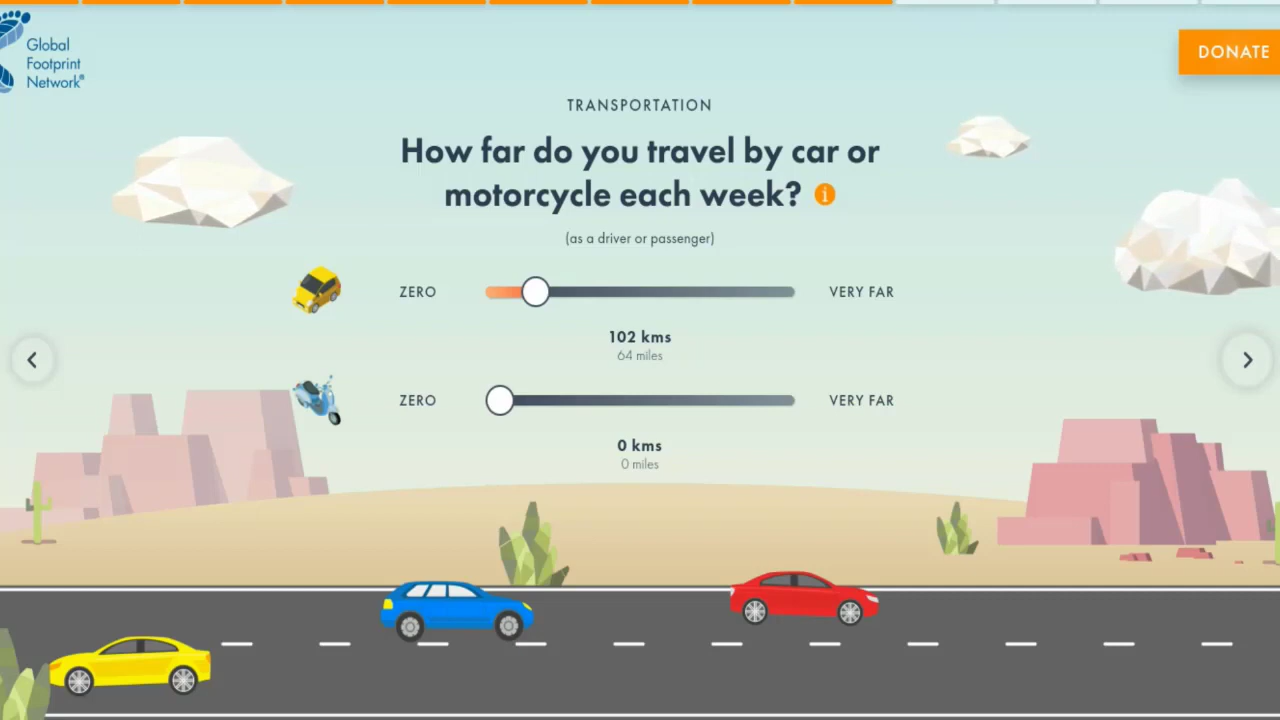 Global
Footprint
Network®
DONATE
TRANSPORTATION
How far do you travel by car or
motorcycle each week? i
(as a driver or passenger)
ZERO VERY FAR
102 kms
64 miles
ZERO VERY FAR
0 kms
0 miles